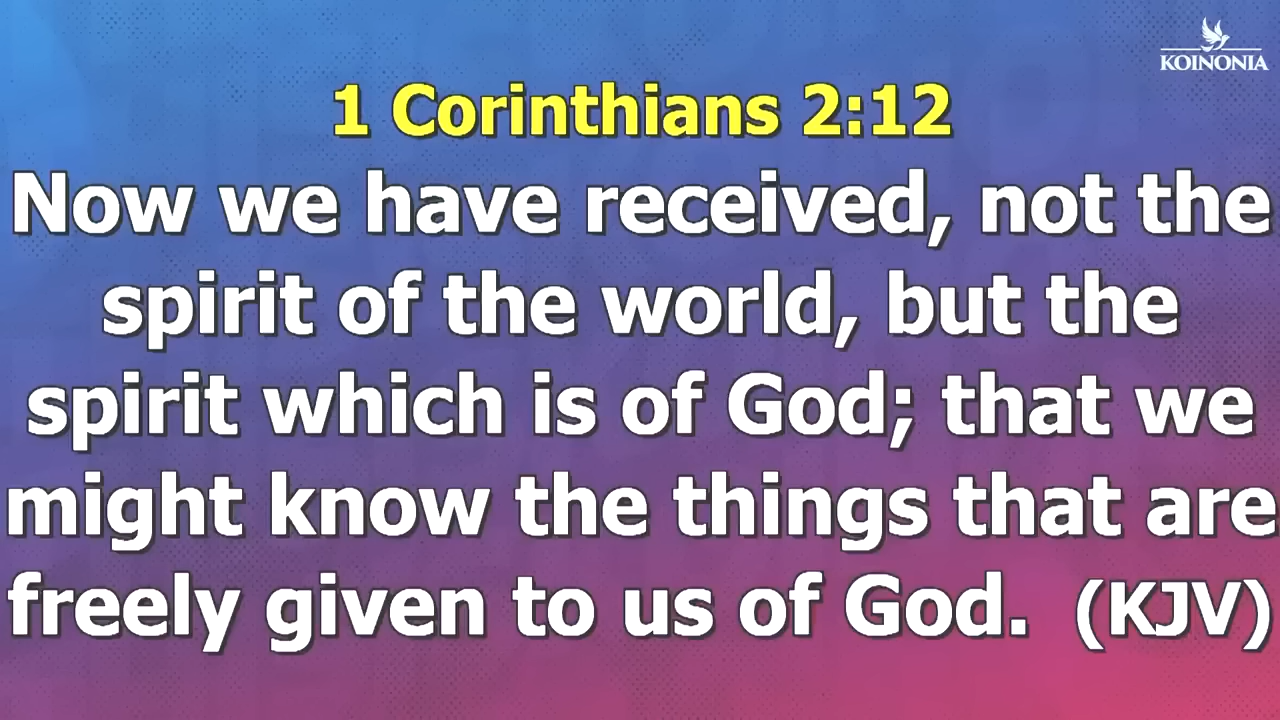 KOINONIA
1 Corinthians 2:12
Now we have received, not the
spirit of the world, but the
spirit which is of God; that we
might know the things that are
freely given to us of God. (KJV)